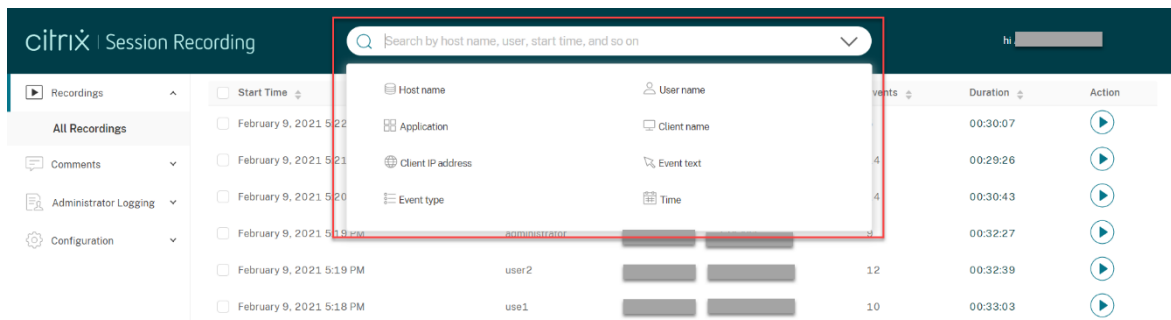 citrix | Session Recording
Search by host name, user, start time, and so on
hi
Recordings
Start Time
Host name
User name
Duration
Action
All Recordings
February 9, 2021 5:22
Application
Client name
00:30:07
Comments
February 9, 2021 5:21
Client IP address
Event text
4
00:29:26
Administrator Logging
February 9, 2021 5:20
Event type
Time
4
00:30:43
Configuration
February 9, 2021 5:19 PM
administrator
9
00:32:27
February 9, 2021 5:19 PM
user2
12
00:32:39
February 9, 2021 5:18 PM
use1
10
00:33:03